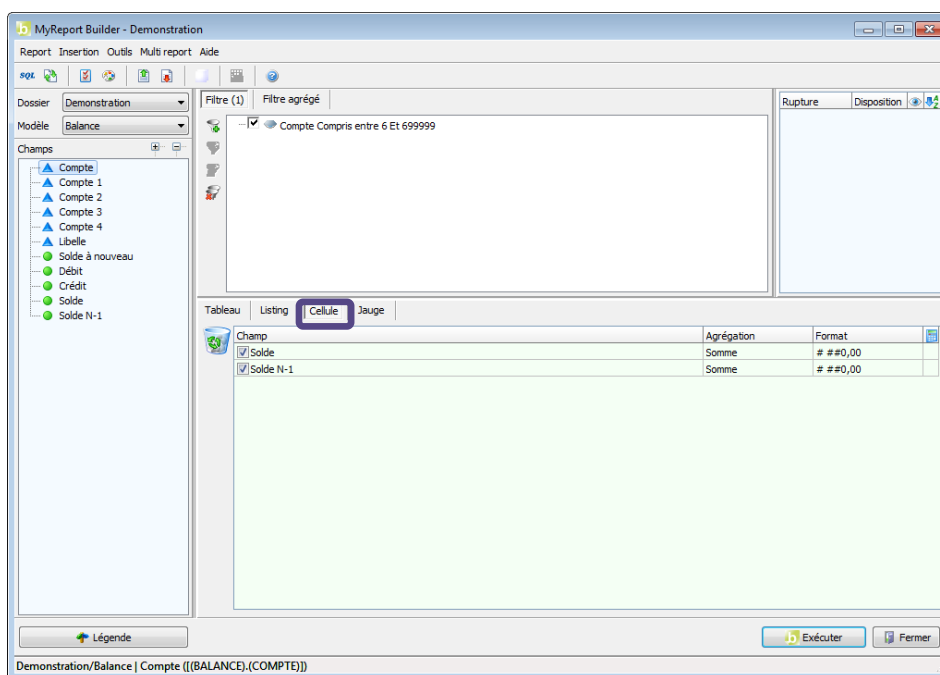 MyReport Builder - Demonstration
Report Insertion Outils Multi report Aide
SQL
Dossier Demonstration
Modèle Balance
Champs
Compte
Compte 1
Compte 2
Compte 3
Compte 4
Libelle
Solde à nouveau
Débit
Crédit
Solde
Solde N-1
Filtre (1) Filtre agrégé
Compte Compris entre 6 Et 699999
Rupture Disposition
Tableau Listing Cellule Jauge
Champ Agrégation Format
Solde Somme # ##0,00
Solde N-1 Somme # ##0,00
Légende
Exécuter Fermer
Demonstration/Balance | Compte ([(BALANCE).(COMPTE)])